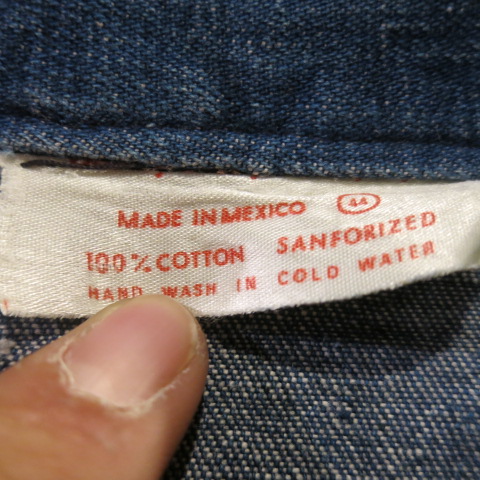 MADE IN MEXICO 44
100% COTTON SANFORIZED
HAND WASH IN COLD WATER